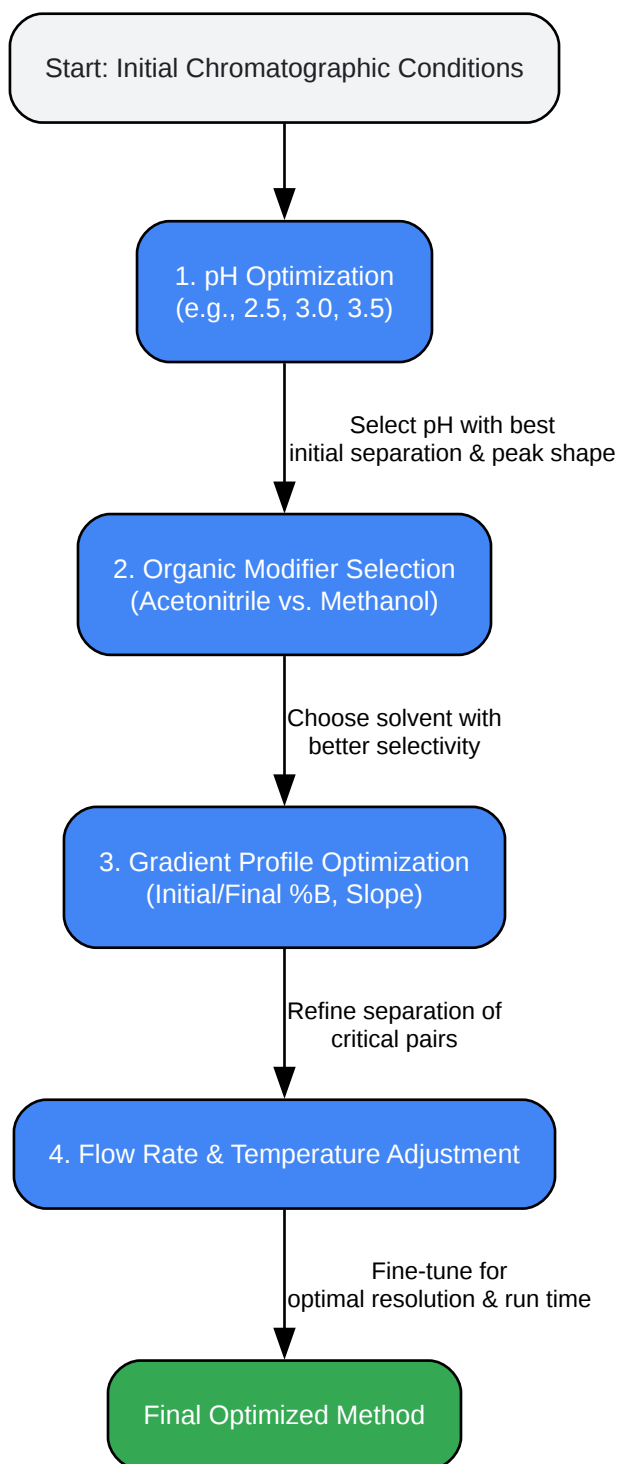 Start: Initial Chromatographic Conditions
1. pH Optimization
(e.g., 2.5, 3.0, 3.5)
Select pH with best
initial separation & peak shape
2. Organic Modifier Selection
(Acetonitrile vs. Methanol)
Choose solvent with
better selectivity
3. Gradient Profile Optimization
(Initial/Final %B, Slope)
Refine separation of
critical pairs
4. Flow Rate & Temperature Adjustment
Fine-tune for
optimal resolution & run time
Final Optimized Method